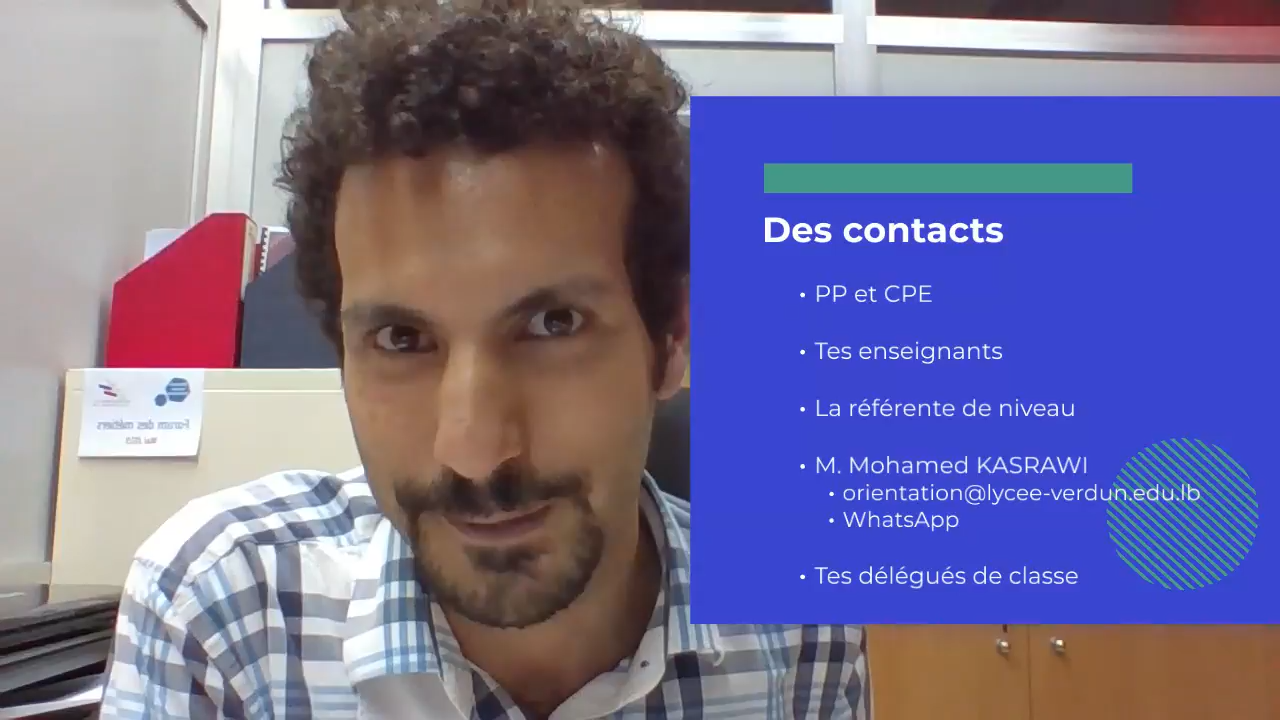 Des contacts
• PP et CPE
• Tes enseignants
• La référente de niveau
• M. Mohamed KASRAWI
• orientation@lycee-verdun.edu.lb
• WhatsApp
• Tes délégués de classe
Forum des métiers